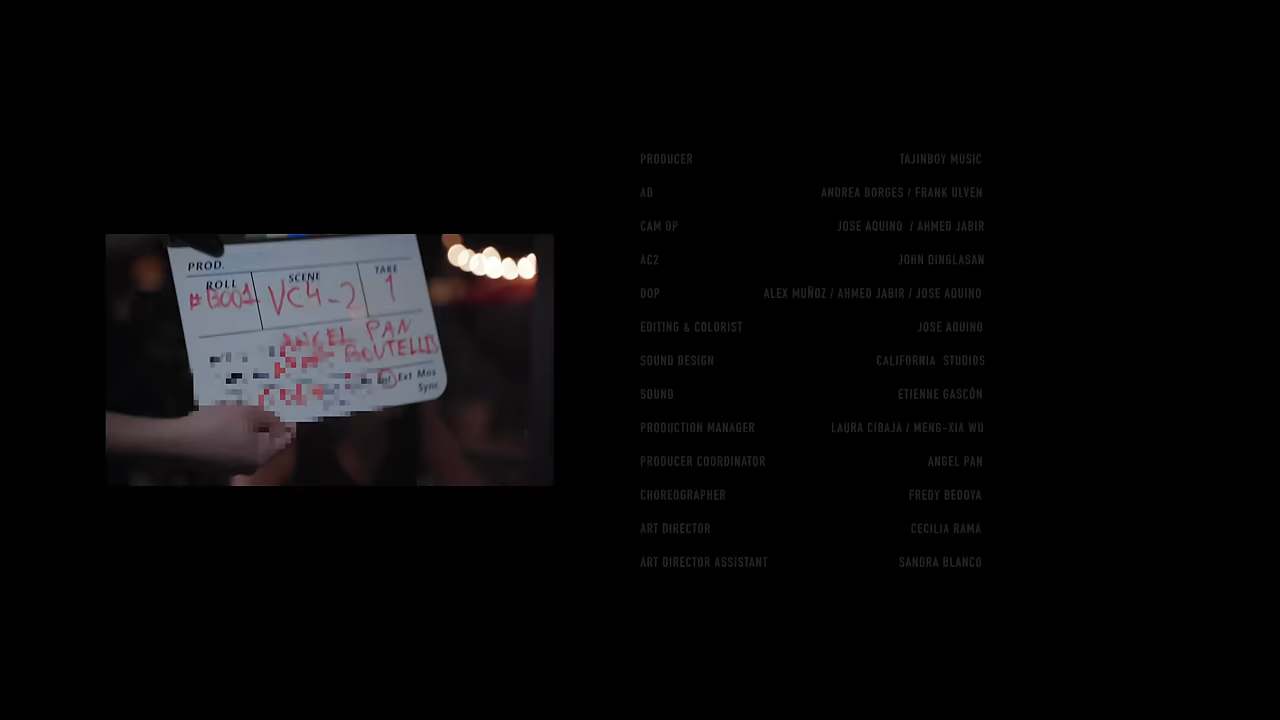 PROD.
ROLL SCENE TAKE
#B001 VC4-2 1
ANGEL PAN
BOUTELLIS
Int Ext Mos
Sync
PRODUCER TAJINBOY MUSIC
AD ANDREA BORGES / FRANK ULVEN
CAM OP JOSE AQUINO / AHMED JABIR
AC2 JOHN DINGLASAN
DOP ALEX MUÑOZ / AHMED JABIR / JOSE AQUINO
EDITING & COLORIST JOSE AQUINO
SOUND DESIGN CALIFORNIA STUDIOS
SOUND ETIENNE GASCÓN
PRODUCTION MANAGER LAURA CIBAJA / MENG-XIA WU
PRODUCER COORDINATOR ANGEL PAN
CHOREOGRAPHER FREDY BEDOYA
ART DIRECTOR CECILIA RAMA
ART DIRECTOR ASSISTANT SANDRA BLANCO